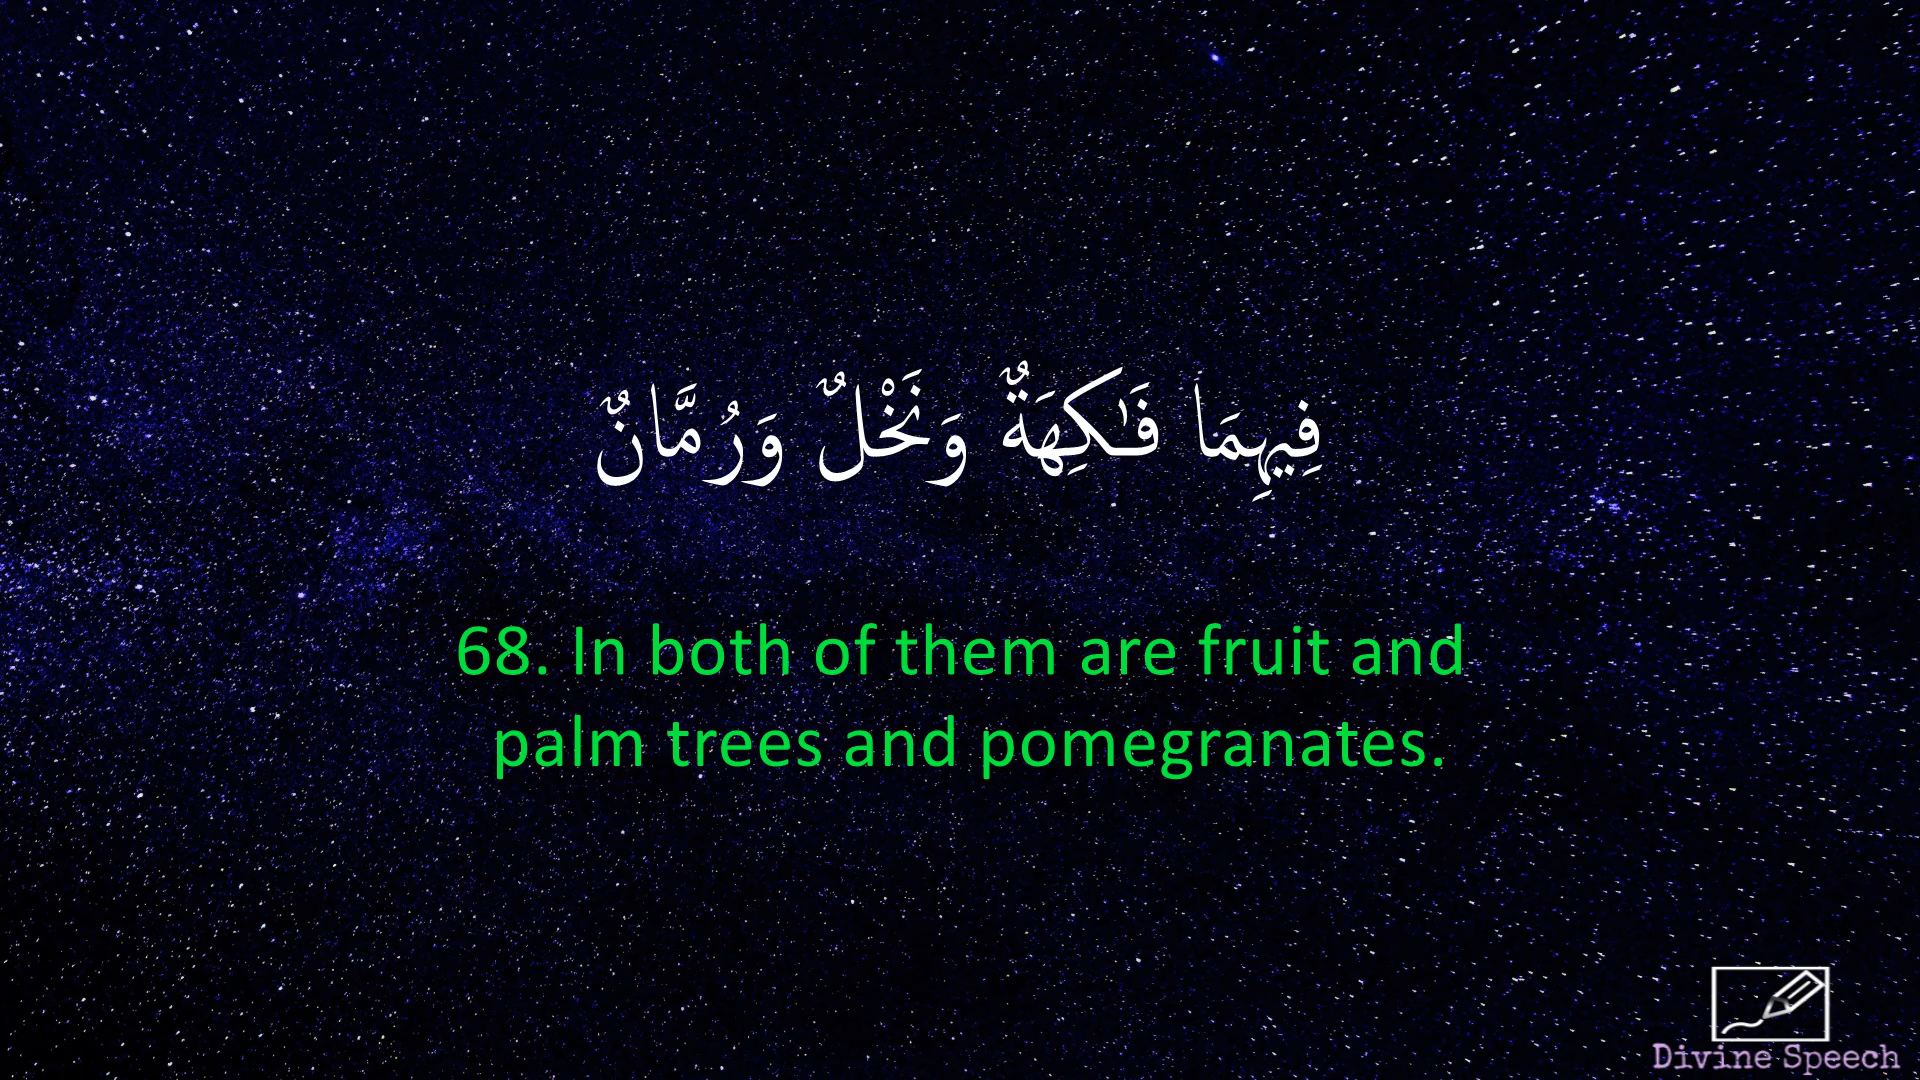 فِيهِمَا فَـٰكِهَةٌ وَنَخْلٌ وَرُمَّانٌ
68. In both of them are fruit and
palm trees and pomegranates.
Divine Speech